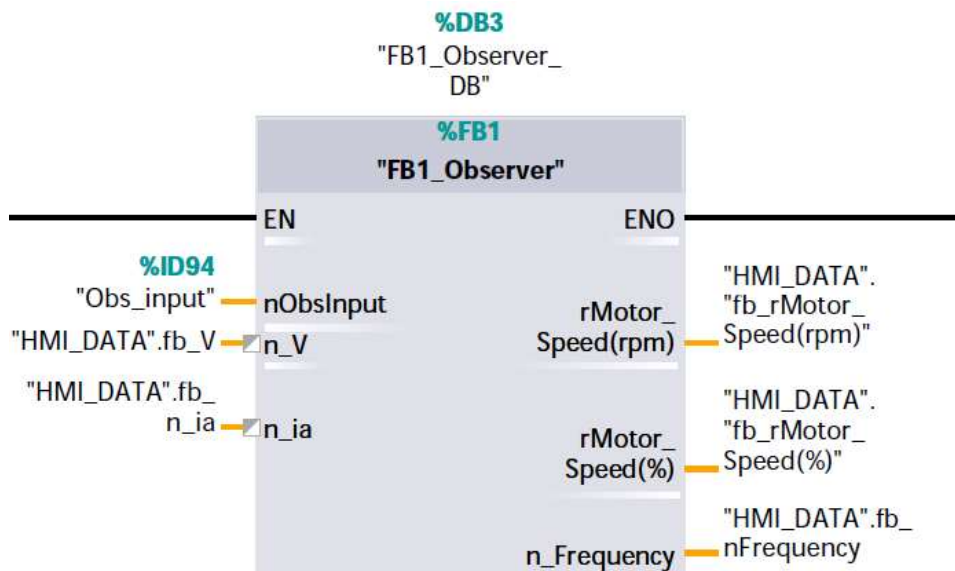 %DB3
"FB1_Observer_
DB"
%FB1
"FB1_Observer"
EN
ENO
%ID94
"Obs_input"
nObsInput
"HMI_DATA".fb_V
n_V
"HMI_DATA".fb_
n_ia
n_ia
rMotor_
Speed(rpm)
"HMI_DATA".
"fb_rMotor_
Speed(rpm)"
rMotor_
Speed(%)
"HMI_DATA".
"fb_rMotor_
Speed(%)"
n_Frequency
"HMI_DATA".fb_
nFrequency